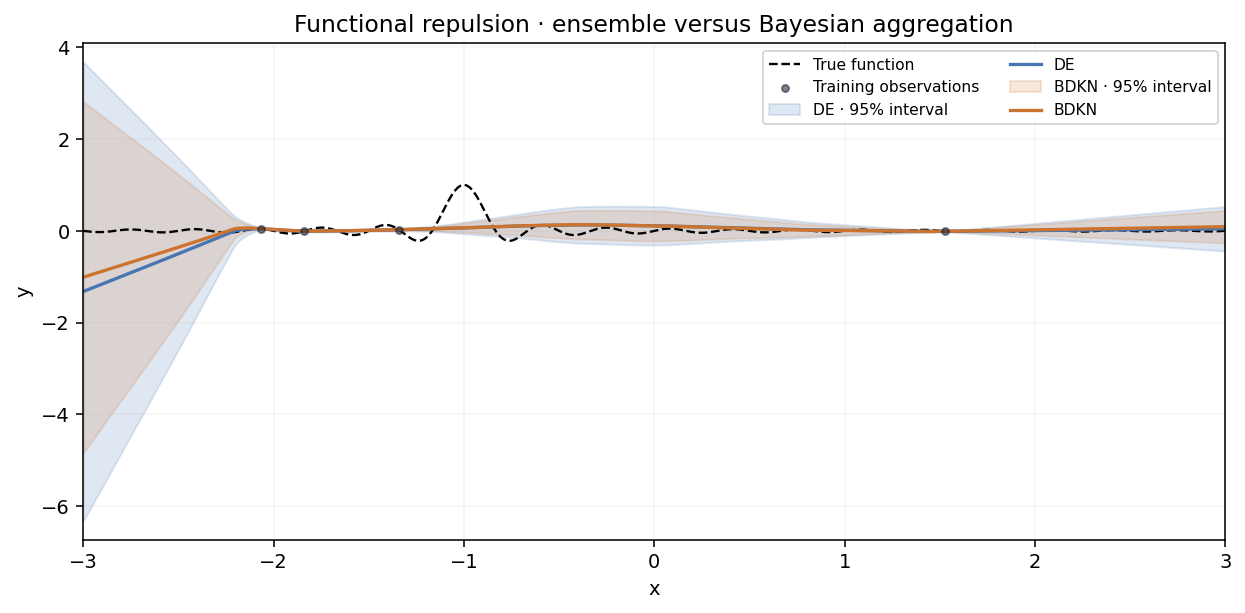 Functional repulsion · ensemble versus Bayesian aggregation
True function
Training observations
DE · 95% interval
DE
BDKN · 95% interval
BDKN
y
4
2
0
−2
−4
−6
−3
−2
−1
0
1
2
3
x